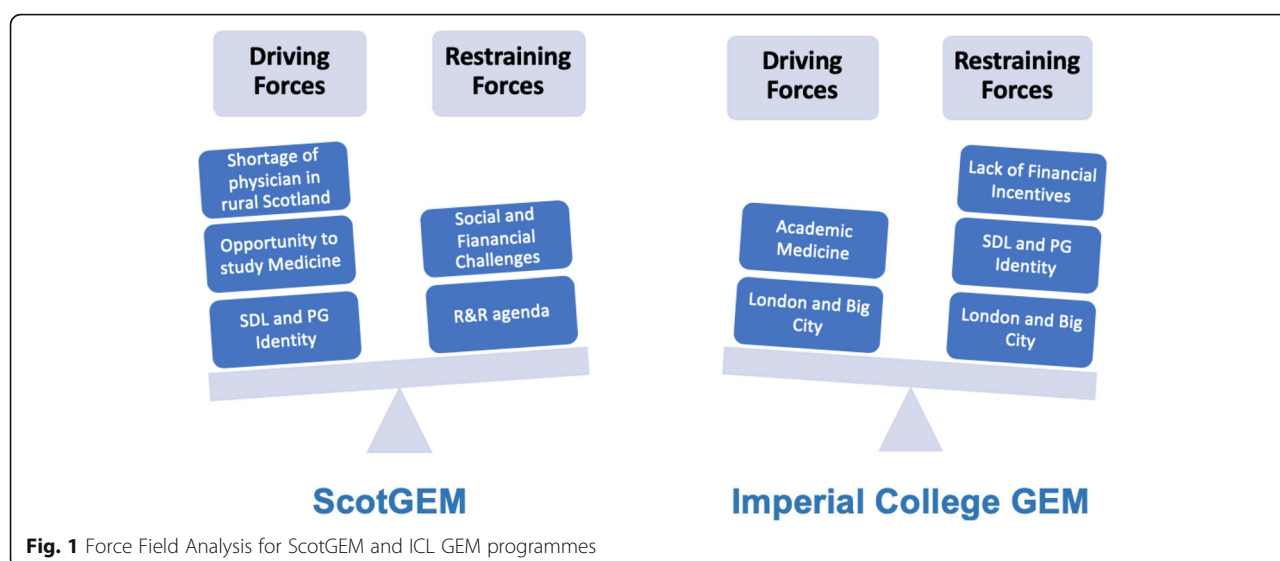 Driving
Forces
Restraining
Forces
Shortage of
physician in
rural Scotland
Opportunity to
study Medicine
SDL and PG
Identity
Social and
Fianancial
Challenges
R&R agenda
ScotGEM
Driving
Forces
Restraining
Forces
Academic
Medicine
London and Big
City
Lack of Financial
Incentives
SDL and PG
Identity
London and Big
City
Imperial College GEM
Fig. 1 Force Field Analysis for ScotGEM and ICL GEM programmes